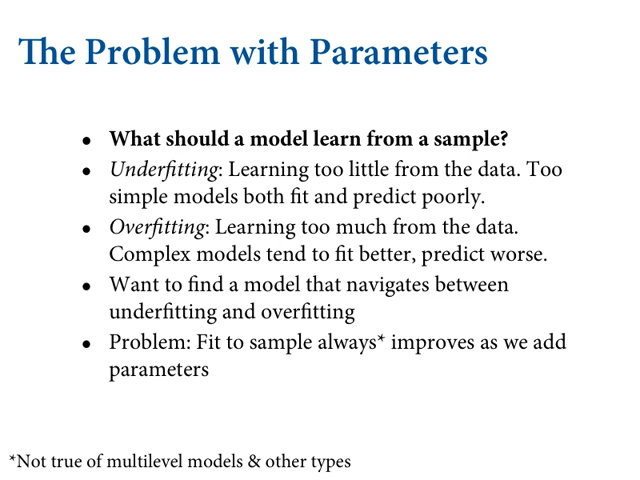 The Problem with Parameters
• What should a model learn from a sample?
• Underfitting: Learning too little from the data. Too
simple models both fit and predict poorly.
• Overfitting: Learning too much from the data.
Complex models tend to fit better, predict worse.
• Want to find a model that navigates between
underfitting and overfitting
• Problem: Fit to sample always* improves as we add
parameters
*Not true of multilevel models & other types